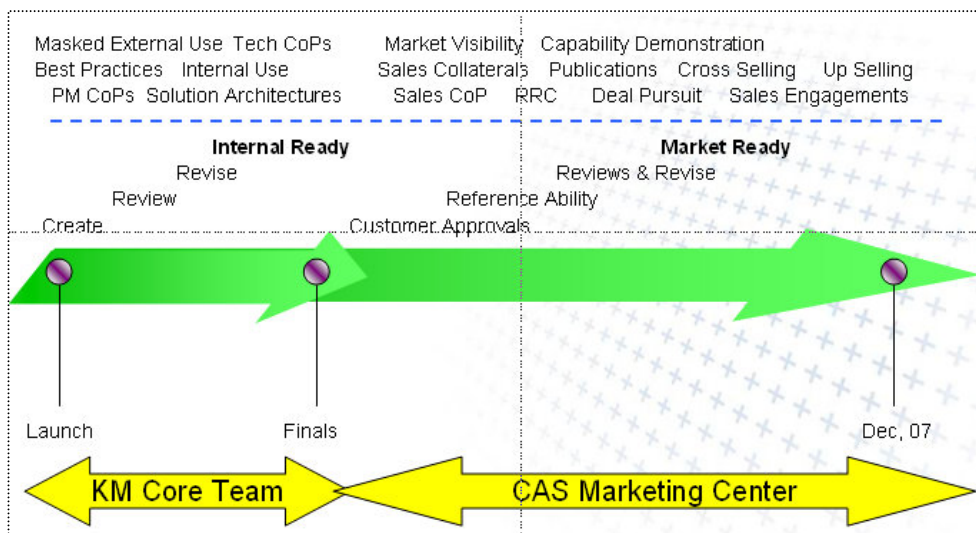 Masked External Use Tech CoPs Market Visibility Capability Demonstration
Best Practices Internal Use Sales Collaterals Publications Cross Selling Up Selling
PM CoPs Solution Architectures Sales CoP RRC Deal Pursuit Sales Engagements
Internal Ready Market Ready
Revise Reviews & Revise
Review Reference Ability
Create Customer Approvals
Launch Finals Dec, 07
KM Core Team CAS Marketing Center